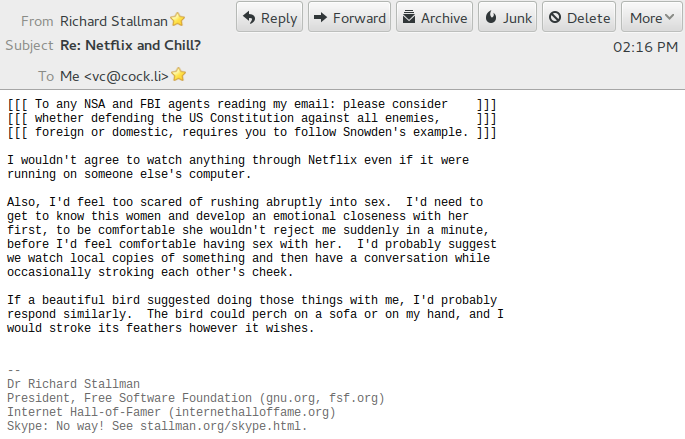 From Richard Stallman
Reply Forward Archive Junk Delete More
Subject Re: Netflix and Chill?
02:16 PM
To Me <vc@cock.li>
[[[ To any NSA and FBI agents reading my email: please consider ]]]
[[[ whether defending the US Constitution against all enemies, ]]]
[[[ foreign or domestic, requires you to follow Snowden's example. ]]]
I wouldn't agree to watch anything through Netflix even if it were
running on someone else's computer.
Also, I'd feel too scared of rushing abruptly into sex. I'd need to
get to know this women and develop an emotional closeness with her
first, to be comfortable she wouldn't reject me suddenly in a minute,
before I'd feel comfortable having sex with her. I'd probably suggest
we watch local copies of something and then have a conversation while
occasionally stroking each other's cheek.
If a beautiful bird suggested doing those things with me, I'd probably
respond similarly. The bird could perch on a sofa or on my hand, and I
would stroke its feathers however it wishes.
--
Dr Richard Stallman
President, Free Software Foundation (gnu.org, fsf.org)
Internet Hall-of-Famer (internethalloffame.org)
Skype: No way! See stallman.org/skype.html.